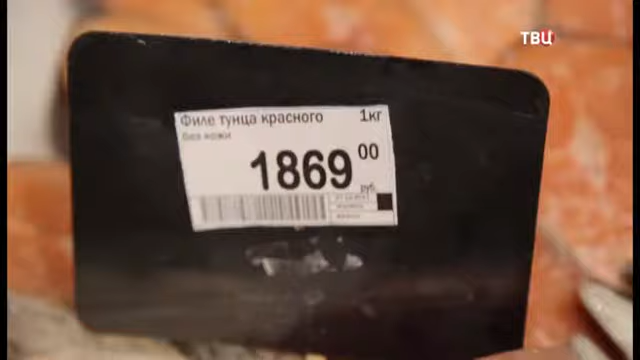 ТВЦ
Филе тунца красного 1кг
без кожи
1869 00
руб